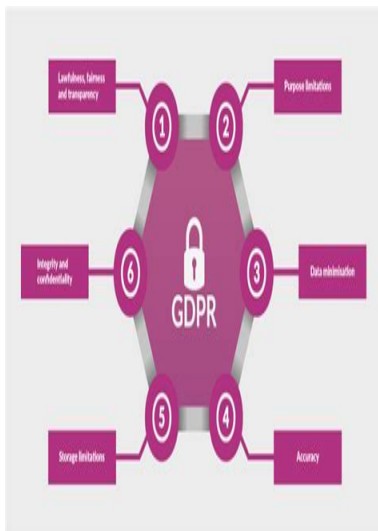 Lawfulness, fairness
and transparency
1
2
Purpose limitations
Integrity and
confidentiality
6
GDPR
3
Data minimisation
Storage limitations
5
4
Accuracy